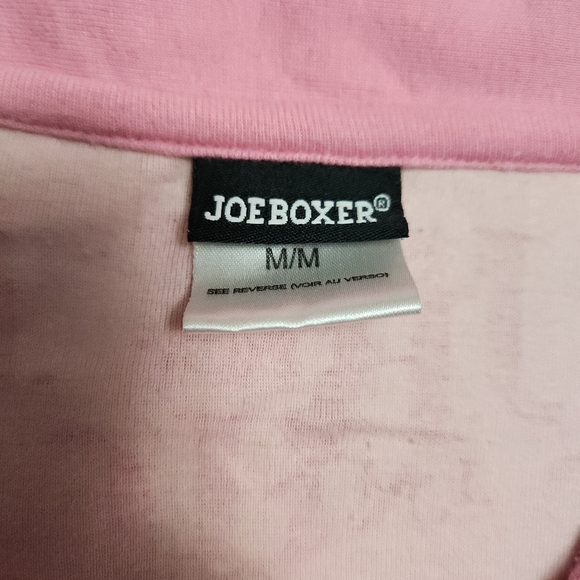 JOEBOXER®
M/M
SEE REVERSE (VOIR AU VERSO)